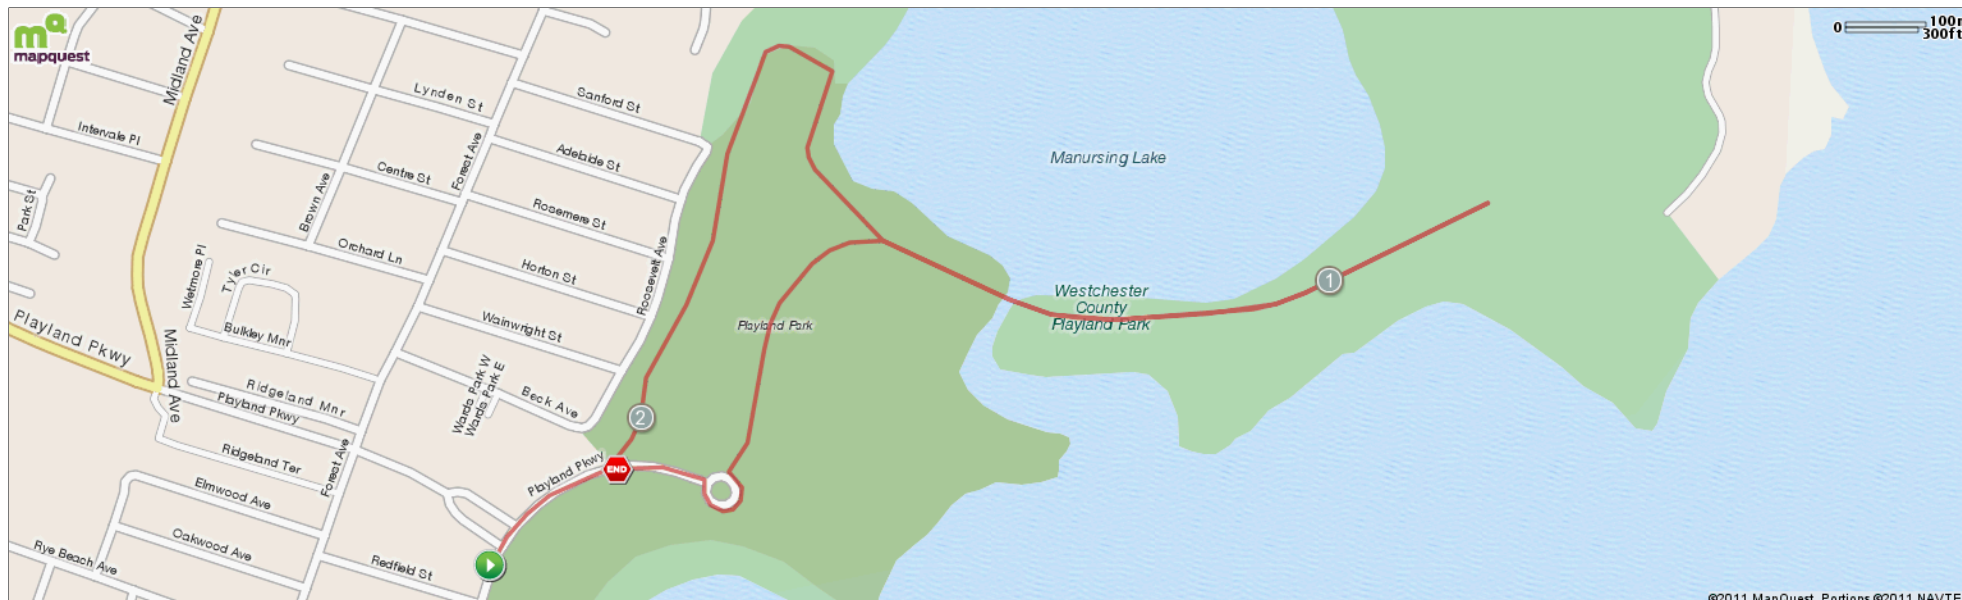 mapquest
Midland Ave
0
100m
300ft
Lynden St
Sanford St
Intervale Pl
Forest Ave
Adelaide St
Manursing Lake
Centre St
Park St
Brown Ave
Rosemere St
Orchard Ln
Roosevelt Ave
Wetmore Pl
Tyler Cir
Horton St
1
Westchester
County
Playland Park
Playland Pkwy
Bulkley Mnr
Wainwright St
Playland Park
Midland Ave
Wards Park W
Wards Park E
Ridgeland Mnr
Playland Pkwy
Beck Ave
2
Ridgeland Ter
Forest Ave
Playland Pkwy
END
Elmwood Ave
Oakwood Ave
Rye Beach Ave
Redfield St
©2011 MapQuest Portions ©2011 NAVTE